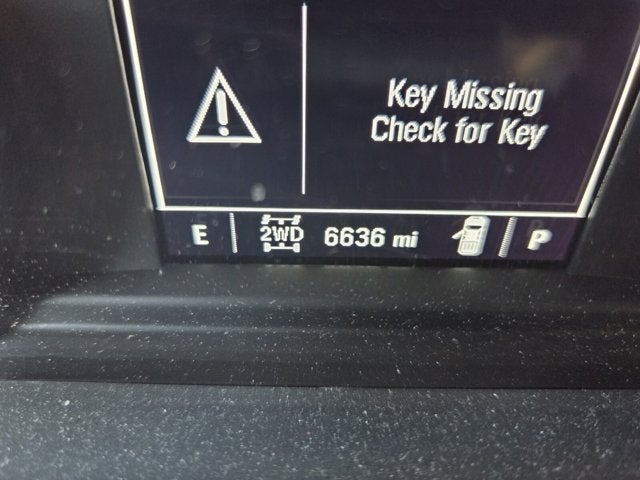 Key Missing
Check for Key
E 2WD 6636 mi P